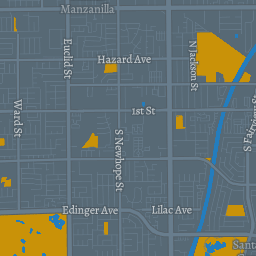 Manzanilla
Hazard Ave
Euclid St
N Jackson St
Ward St
1st St
S Newhope St
S Fairview St
Edinger Ave
Lilac Ave
Santa